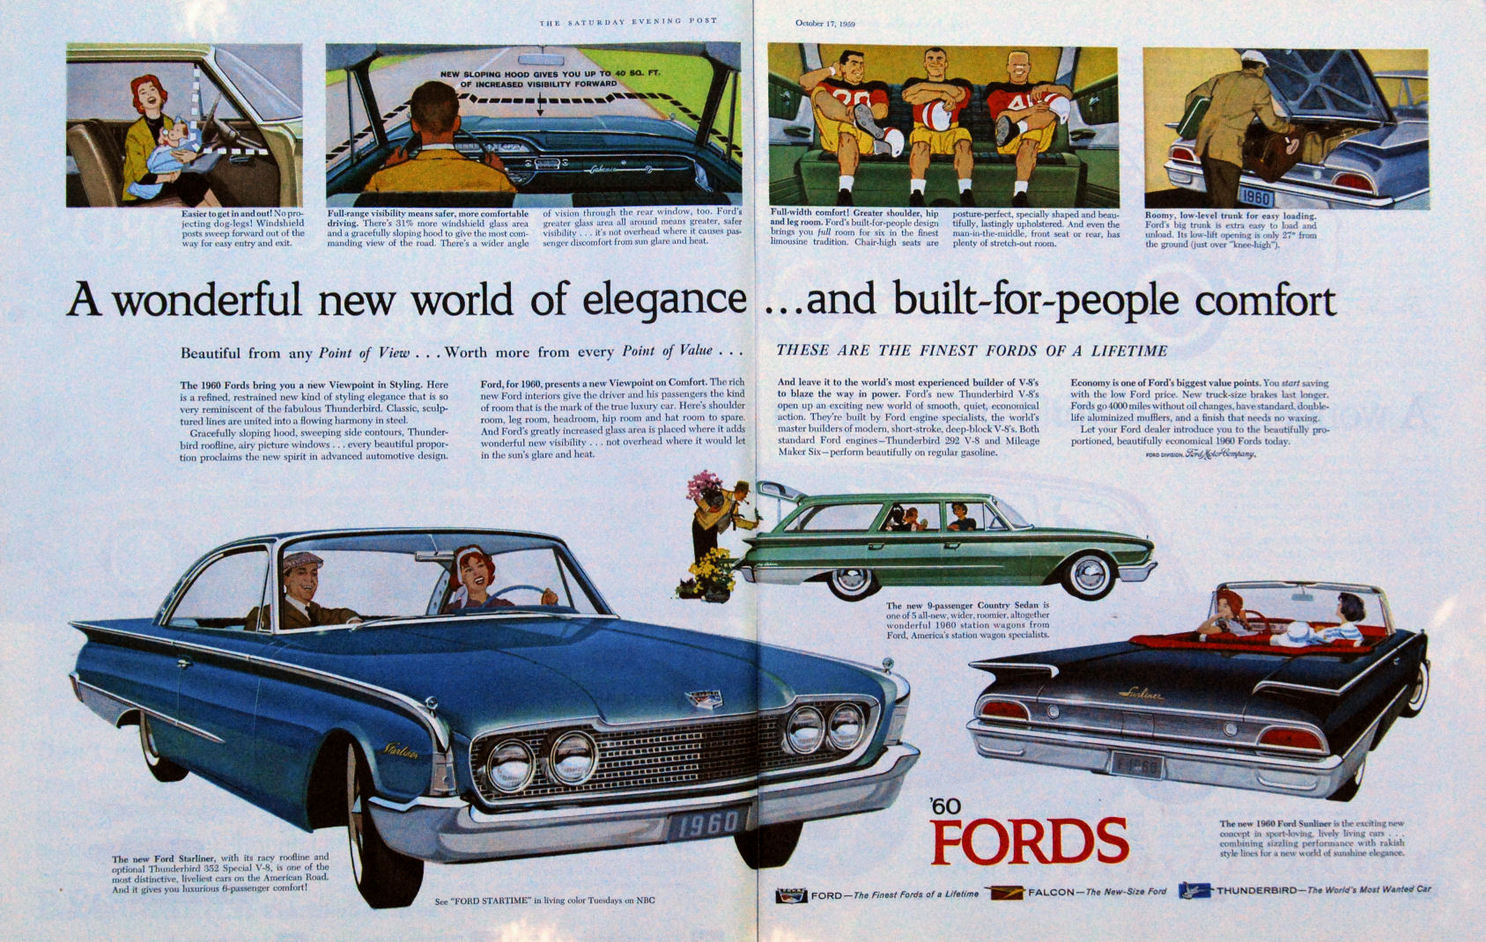 THE SATURDAY EVENING POST
October 17, 1959
NEW SLOPING HOOD GIVES YOU UP TO 40 SQ. FT.
OF INCREASED VISIBILITY FORWARD
Galaxie
1960
Easier to get in and out! No pro-
jecting dog-legs! Windshield
posts sweep forward out of the
way for easy entry and exit.
Full-range visibility means safer, more comfortable
driving. There's 31% more windshield glass area
and a gracefully sloping hood to give the most com-
manding view of the road. There's a wider angle
of vision through the rear window, too. Ford's
greater glass area all around means greater, safer
visibility . . . it's not overhead where it causes pas-
senger discomfort from sun glare and heat.
Full-width comfort! Greater shoulder, hip
and leg room. Ford's built-for-people design
brings you full room for six in the finest
limousine tradition. Chair-high seats are
posture-perfect, specially shaped and beau-
tifully, lastingly upholstered. And even the
man-in-the-middle, front seat or rear, has
plenty of stretch-out room.
Roomy, low-level trunk for easy loading.
Ford's big trunk is extra easy to load and
unload. Its low-lift opening is only 27" from
the ground (just over "knee-high").
A wonderful new world of elegance ...and built-for-people comfort
Beautiful from any Point of View . . . Worth more from every Point of Value . . .
THESE ARE THE FINEST FORDS OF A LIFETIME
The 1960 Fords bring you a new Viewpoint in Styling. Here
is a refined, restrained new kind of styling elegance that is so
very reminiscent of the fabulous Thunderbird. Classic, sculp-
tured lines are united into a flowing harmony in steel.
Gracefully sloping hood, sweeping side contours, Thunder-
bird roofline, airy picture windows . . . every beautiful propor-
tion proclaims the new spirit in advanced automotive design.
Ford, for 1960, presents a new Viewpoint on Comfort. The rich
new Ford interiors give the driver and his passengers the kind
of room that is the mark of the true luxury car. Here's shoulder
room, leg room, headroom, hip room and hat room to spare.
And Ford's greatly increased glass area is placed where it adds
wonderful new visibility . . . not overhead where it would let
in the sun's glare and heat.
And leave it to the world's most experienced builder of V-8's
to blaze the way in power. Ford's new Thunderbird V-8's
open up an exciting new world of smooth, quiet, economical
action. They're built by Ford engine specialists, the world's
master builders of modern, short-stroke, deep-block V-8's. Both
standard Ford engines—Thunderbird 292 V-8 and Mileage
Maker Six—perform beautifully on regular gasoline.
Economy is one of Ford's biggest value points. You start saving
with the low Ford price. New truck-size brakes last longer.
Fords go 4000 miles without oil changes, have standard, double-
life aluminized mufflers, and a finish that needs no waxing.
Let your Ford dealer introduce you to the beautifully pro-
portioned, beautifully economical 1960 Fords today.
FORD DIVISION, Ford Motor Company,
The new 9-passenger Country Sedan is
one of 5 all-new, wider, roomier, altogether
wonderful 1960 station wagons from
Ford, America's station wagon specialists.
Starliner
1960
Sunliner
F 1960
'60
FORDS
The new 1960 Ford Sunliner is the exciting new
concept in sport-loving, lively living cars . . .
combining sizzling performance with rakish
style lines for a new world of sunshine elegance.
The new Ford Starliner, with its racy roofline and
optional Thunderbird 352 Special V-8, is one of the
most distinctive, liveliest cars on the American Road.
And it gives you luxurious 6-passenger comfort!
See "FORD STARTIME" in living color Tuesdays on NBC
FORD—The Finest Fords of a Lifetime
FALCON—The New-Size Ford
THUNDERBIRD—The World's Most Wanted Car